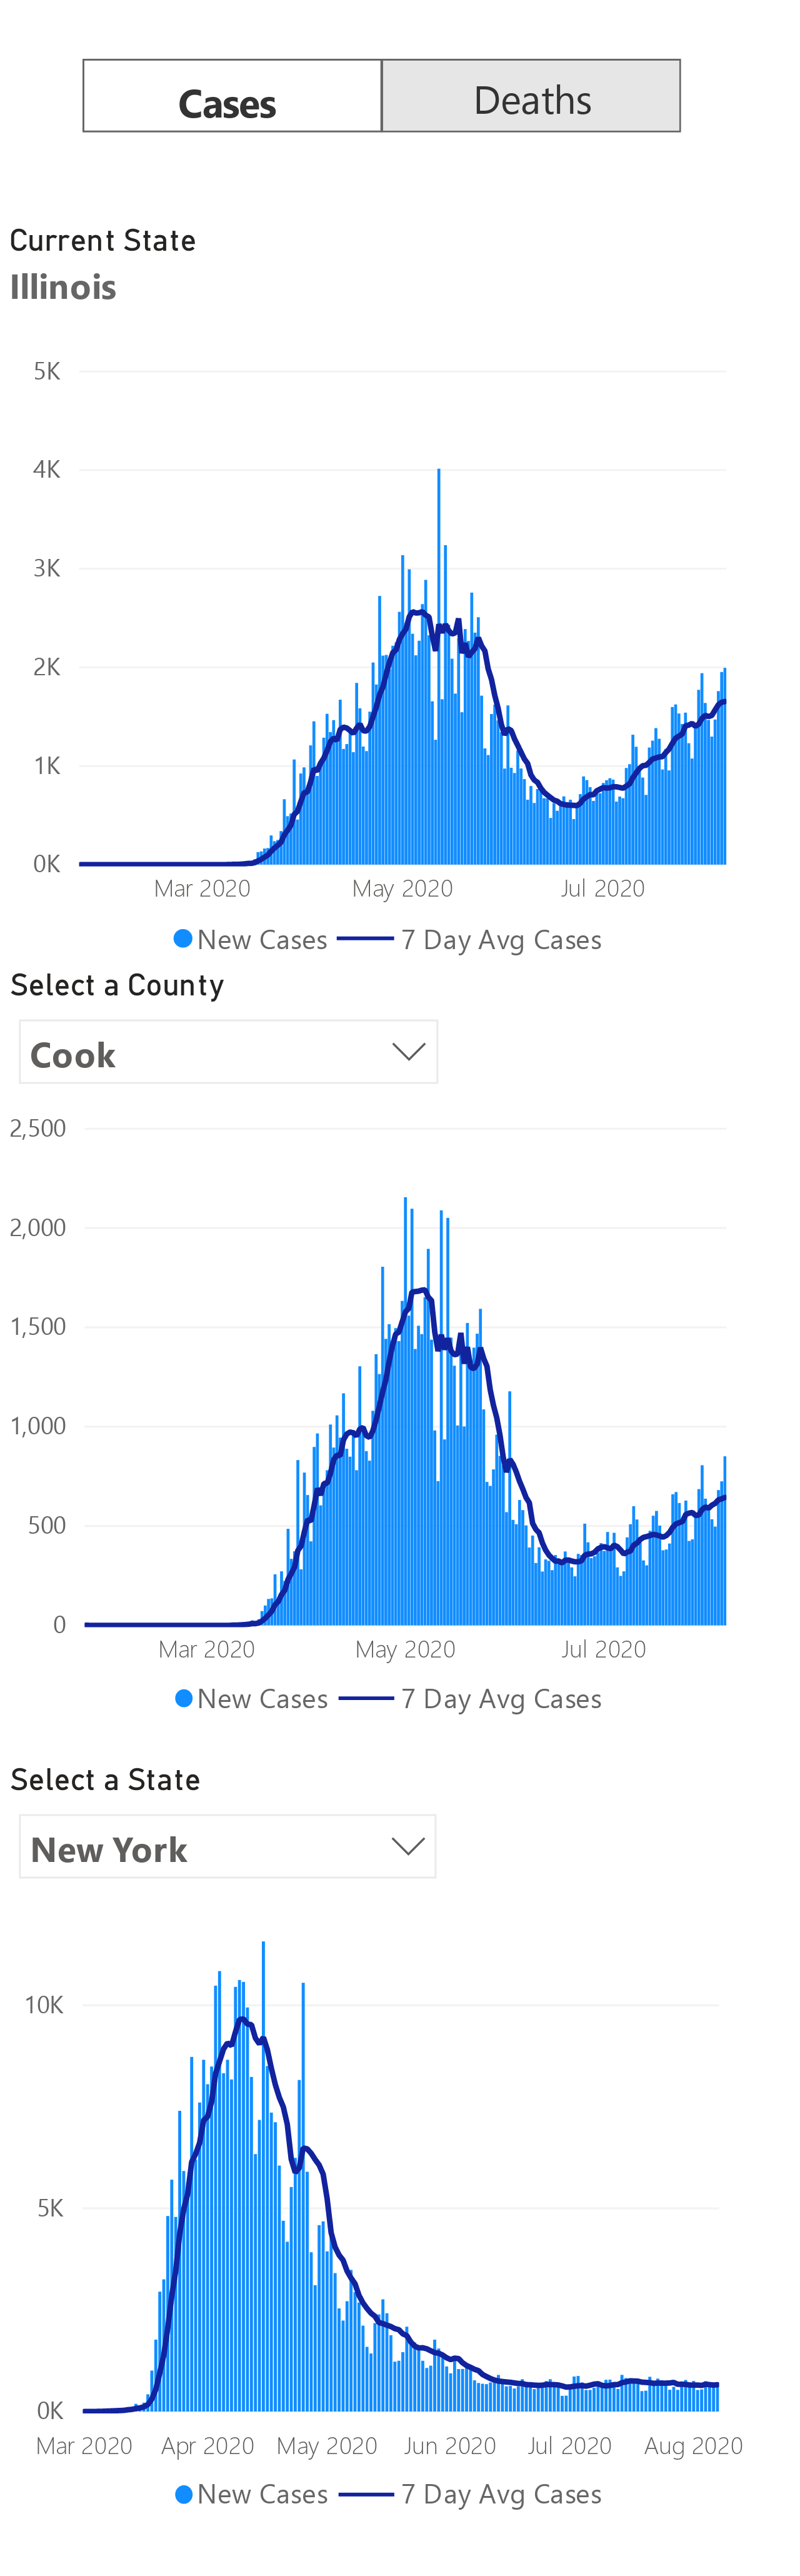 Cases Deaths
Current State
Illinois
5K
4K
3K
2K
1K
0K
Mar 2020 May 2020 Jul 2020
New Cases 7 Day Avg Cases
Select a County
Cook
2,500
2,000
1,500
1,000
500
0
Mar 2020 May 2020 Jul 2020
New Cases 7 Day Avg Cases
Select a State
New York
10K
5K
0K
Mar 2020 Apr 2020 May 2020 Jun 2020 Jul 2020 Aug 2020
New Cases 7 Day Avg Cases